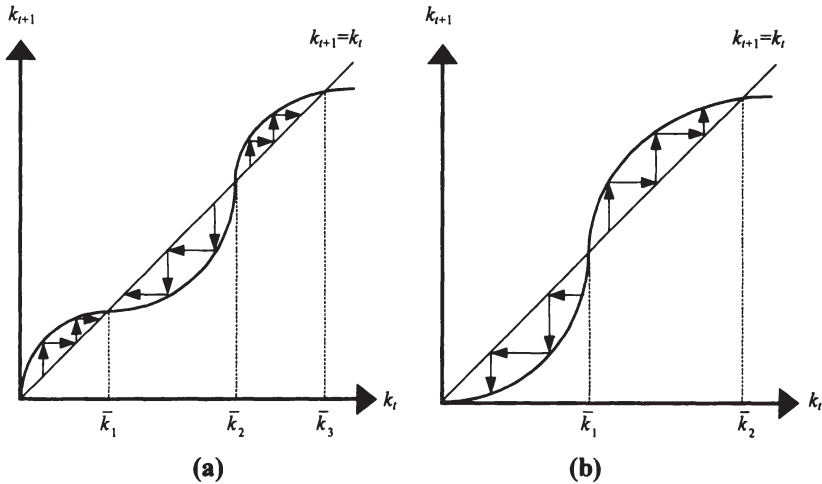 k_{t+1}
k_{t+1}=k_t
k_t
k̄_1
k̄_2
k̄_3
(a)
k_{t+1}
k_{t+1}=k_t
k_t
k̄_1
k̄_2
(b)